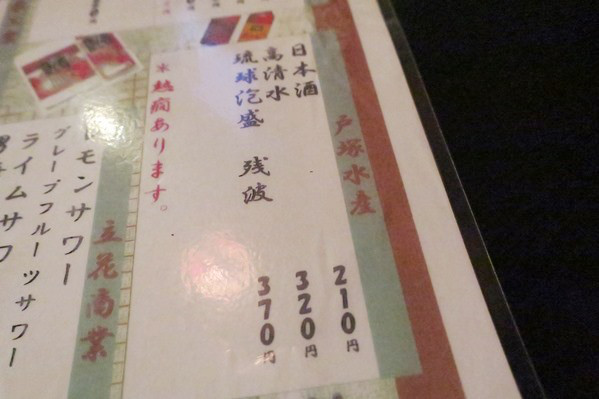 戸塚水産
日本酒 210円
高清水 320円
琉球泡盛 残波 370円
※熱燗あります。
立花商業
レモンサワー
グレープフルーツサワー
ライムサワ